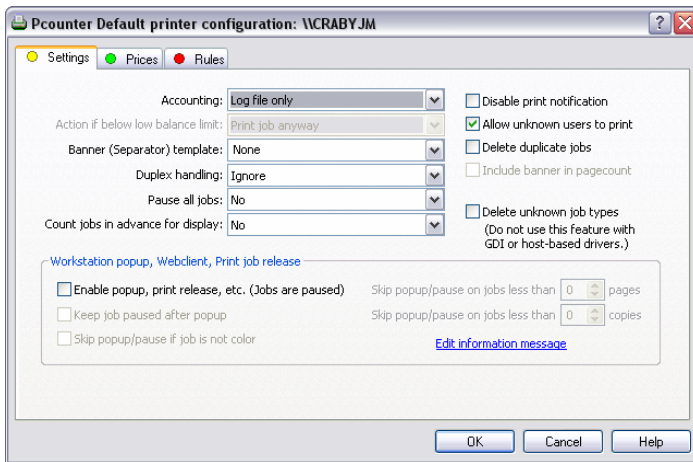 Pcounter Default printer configuration: \\CRABYJM
Settings Prices Rules
Accounting: Log file only
Disable print notification
Action if below low balance limit: Print job anyway
Allow unknown users to print
Banner (Separator) template: None
Delete duplicate jobs
Duplex handling: Ignore
Include banner in pagecount
Pause all jobs: No
Count jobs in advance for display: No
Delete unknown job types
(Do not use this feature with
GDI or host-based drivers.)
Workstation popup, Webclient, Print job release
Enable popup, print release, etc. (Jobs are paused)
Skip popup/pause on jobs less than 0 pages
Keep job paused after popup
Skip popup/pause on jobs less than 0 copies
Skip popup/pause if job is not color
Edit information message
OK Cancel Help